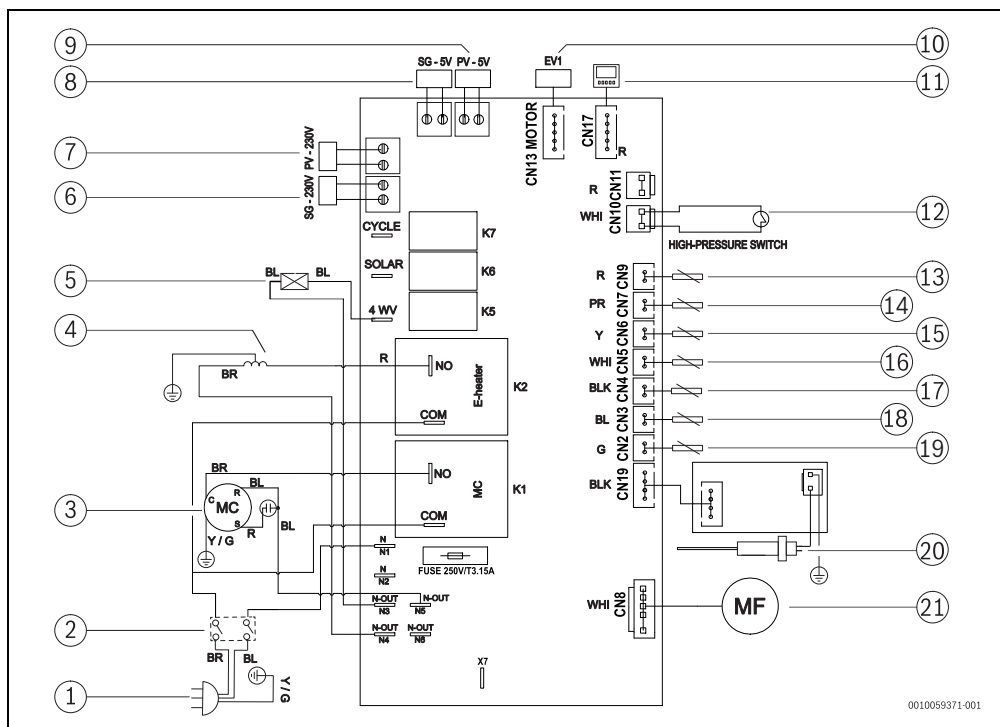 9
8
SG - 5V
PV - 5V
EV1
10
11
7
PV - 230V
6
SG - 230V
CN13 MOTOR
CN17
R
R
CN11
WHI
CN10
HIGH-PRESSURE SWITCH
12
CYCLE
K7
SOLAR
K6
4 WV
K5
5
BL
BL
R
CN9
13
PR
CN7
14
Y
CN6
15
WHI
CN5
16
BLK
CN4
17
BL
CN3
18
G
CN2
19
BLK
CN19
20
4
BR
R
NO
E-heater
K2
COM
BR
NO
MC
K1
COM
3
C
R
S
MC
BL
BL
R
Y / G
N
N1
FUSE 250V/T3.15A
N
N2
N-OUT
N3
N-OUT
N5
N-OUT
N4
N-OUT
N6
WHI
CN8
MF
21
2
BR
BL
Y / G
1
X7
0010059371-001